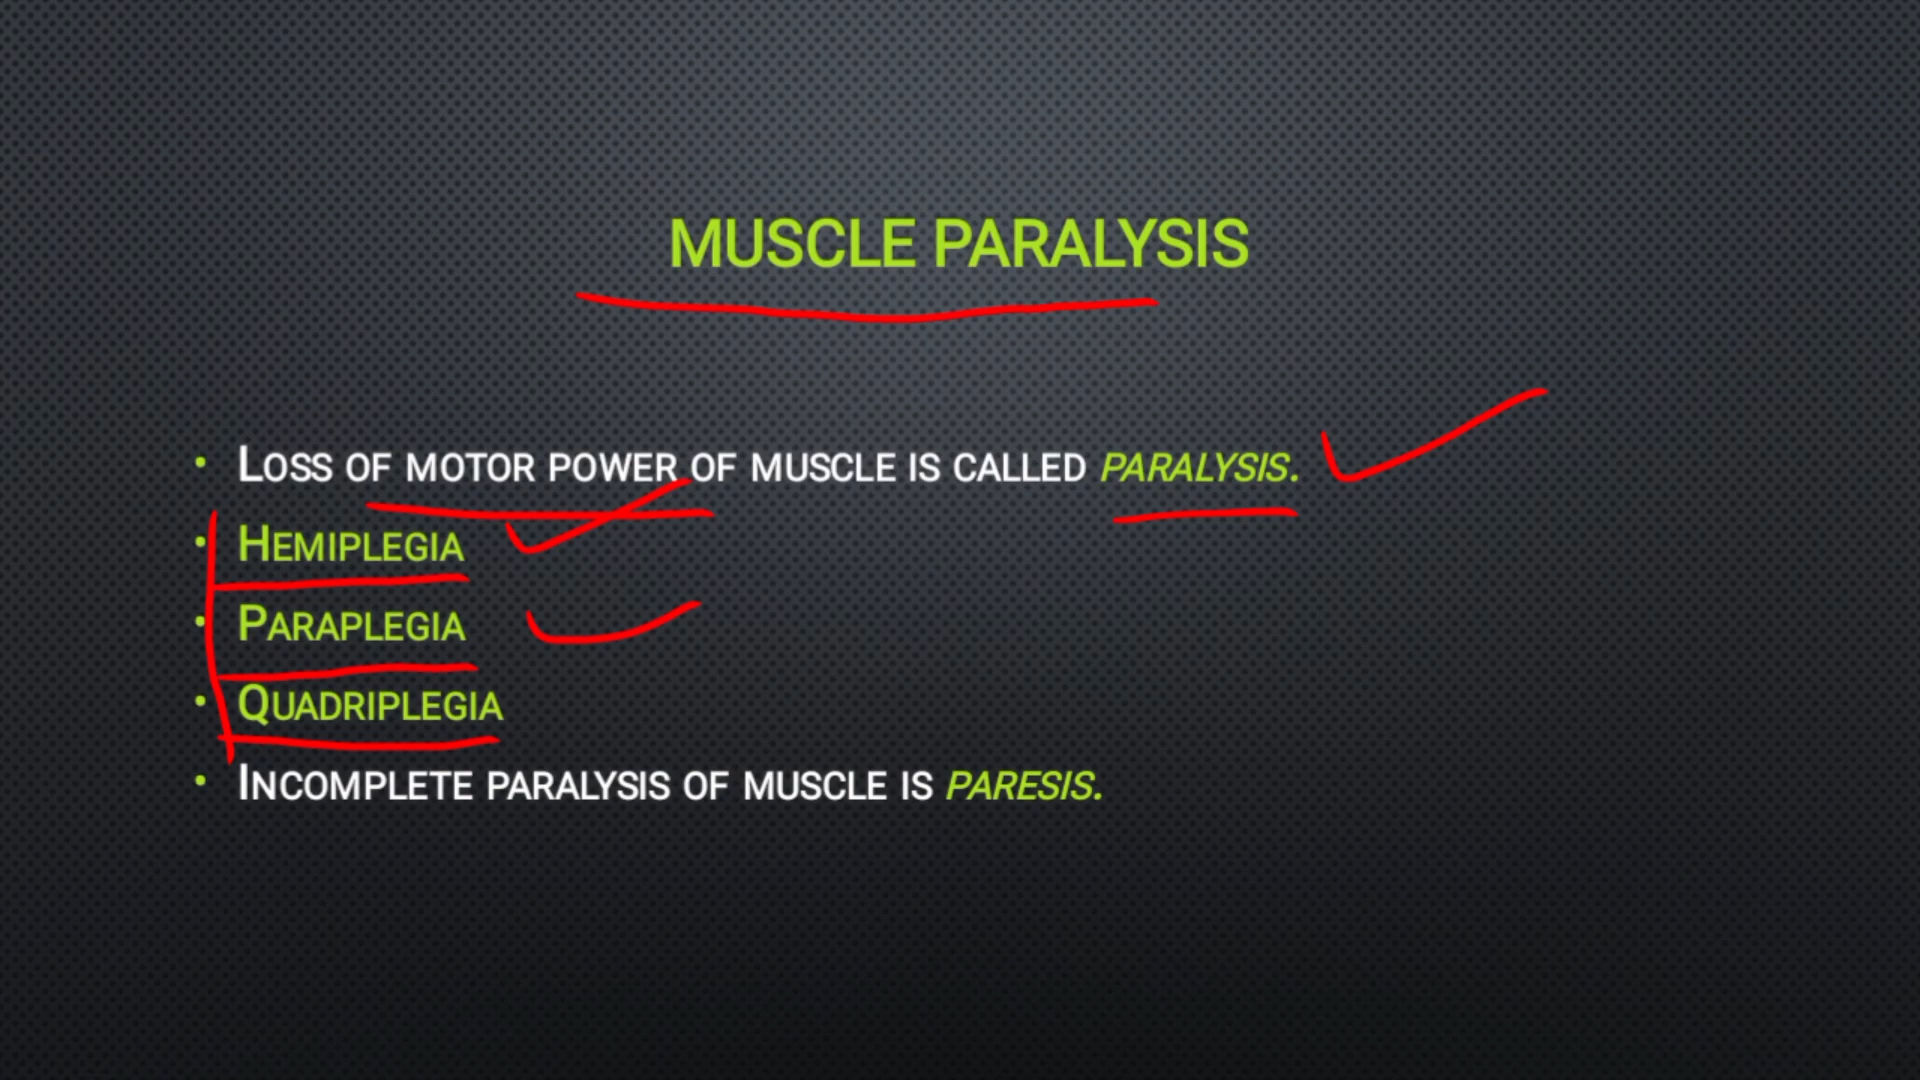 MUSCLE PARALYSIS
• LOSS OF MOTOR POWER OF MUSCLE IS CALLED PARALYSIS.
• HEMIPLEGIA
• PARAPLEGIA
• QUADRIPLEGIA
• INCOMPLETE PARALYSIS OF MUSCLE IS PARESIS.